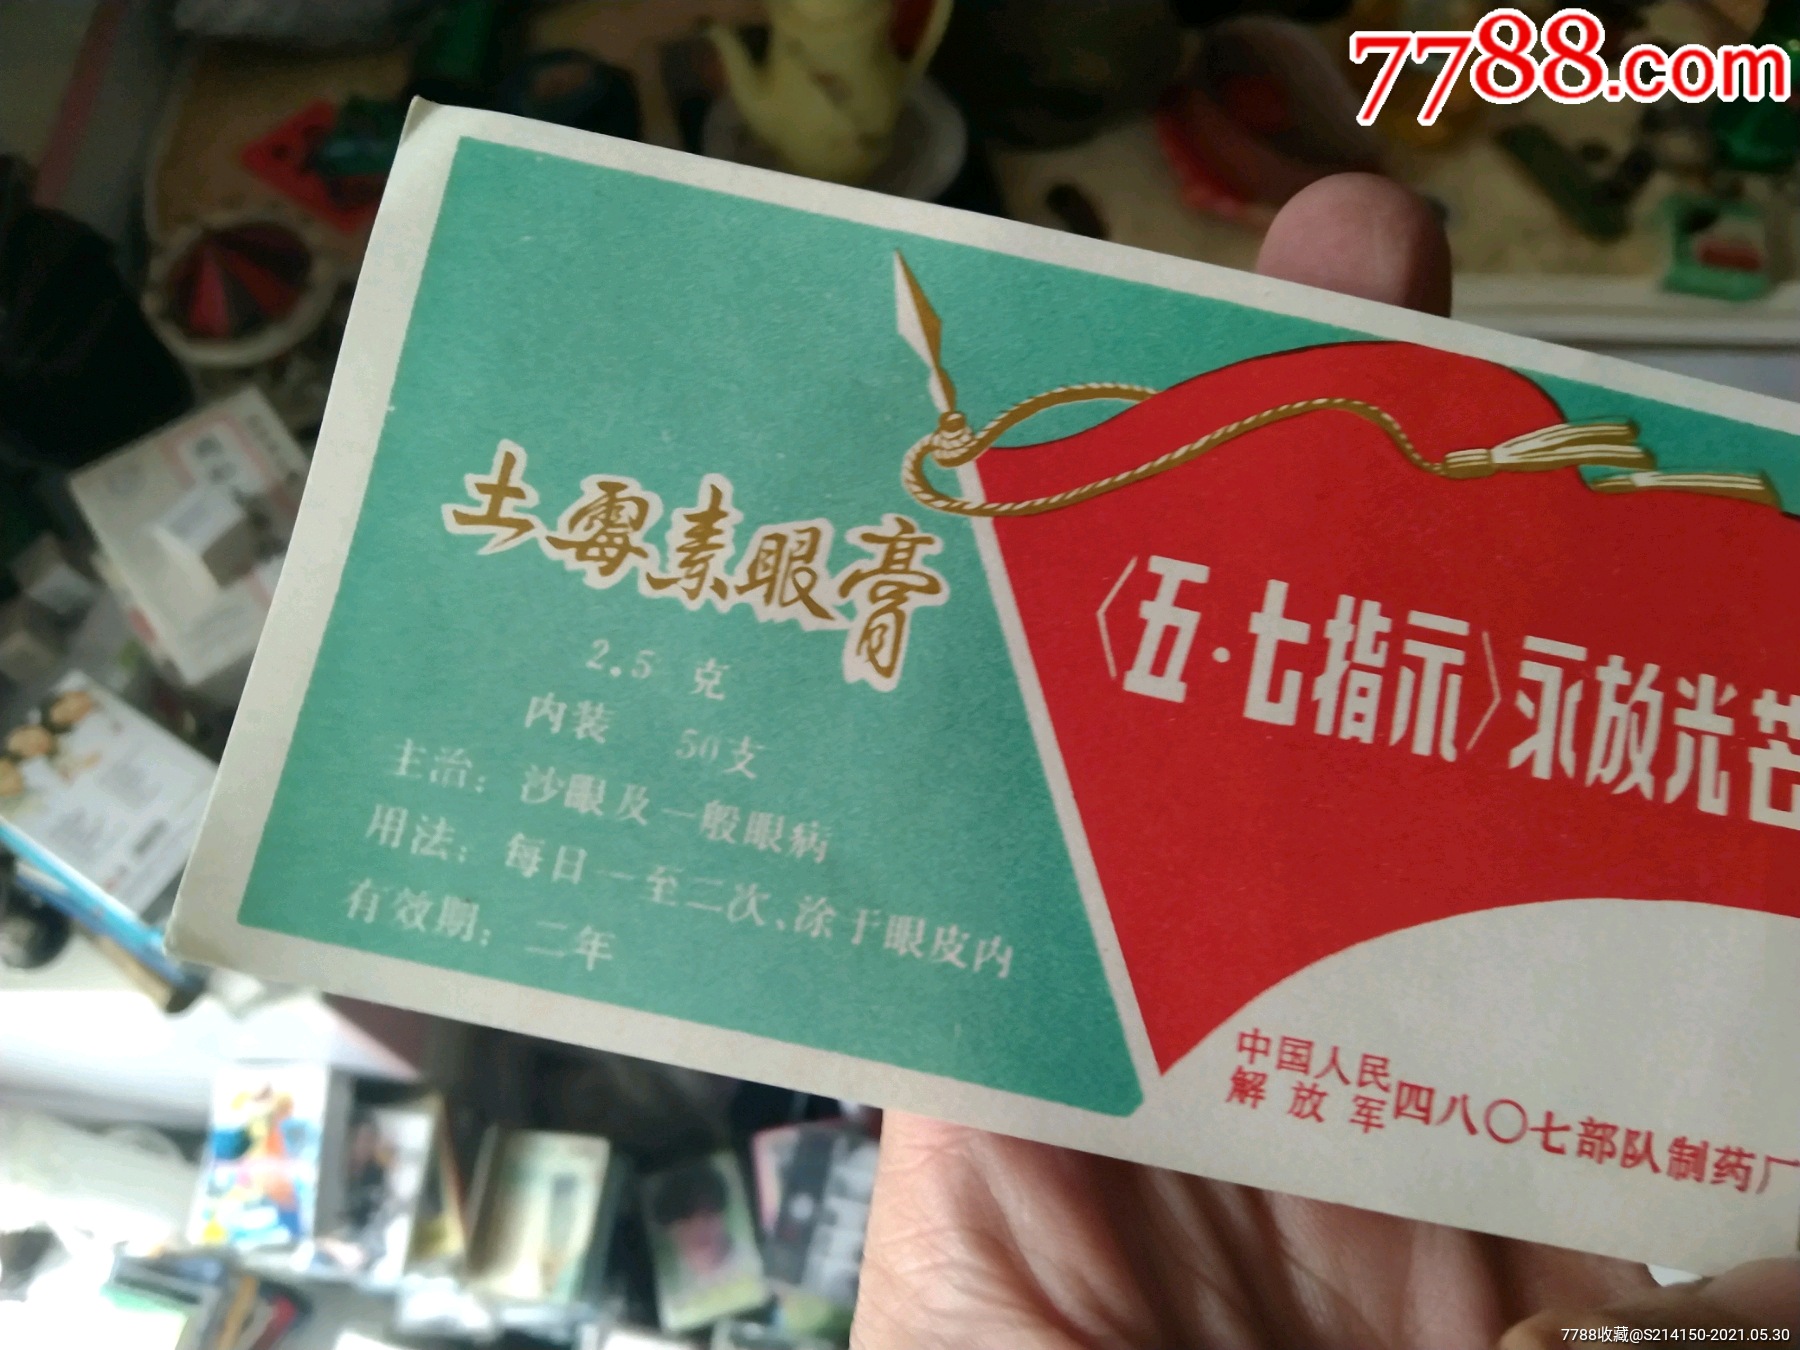 7788.com
土霉素眼膏
2.5 克
内装 50支
主治：沙眼及一般眼病
用法：每日一至二次、涂于眼皮内
有效期：二年
〈五·七指示〉永放光芒
中国人民
解放军
四八〇七部队制药厂
7788收藏@S214150-2021.05.30